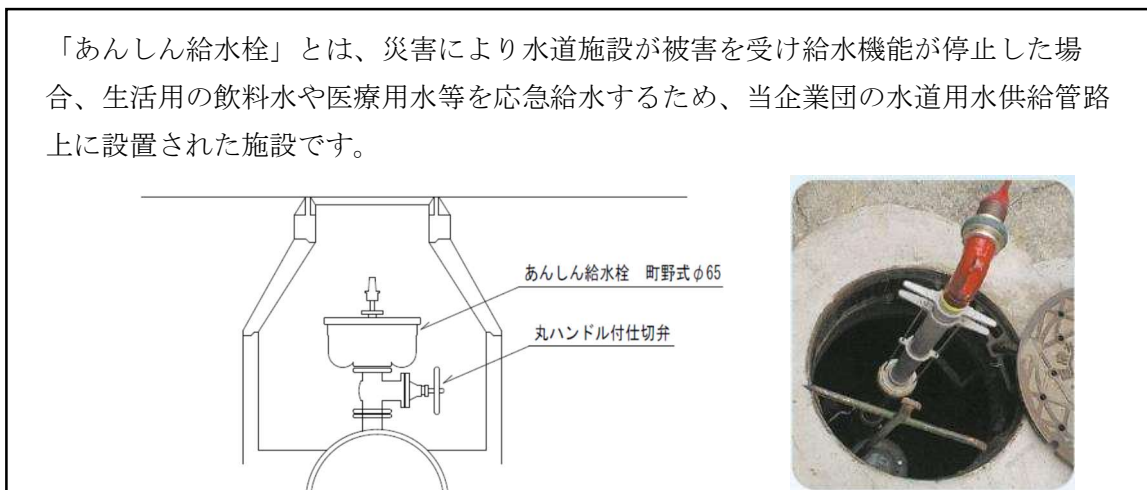 「あんしん給水栓」とは、災害により水道施設が被害を受け給水機能が停止した場
合、生活用の飲料水や医療用水等を応急給水するため、当企業団の水道用水供給管路
上に設置された施設です。
あんしん給水栓　町野式φ65
丸ハンドル付仕切弁